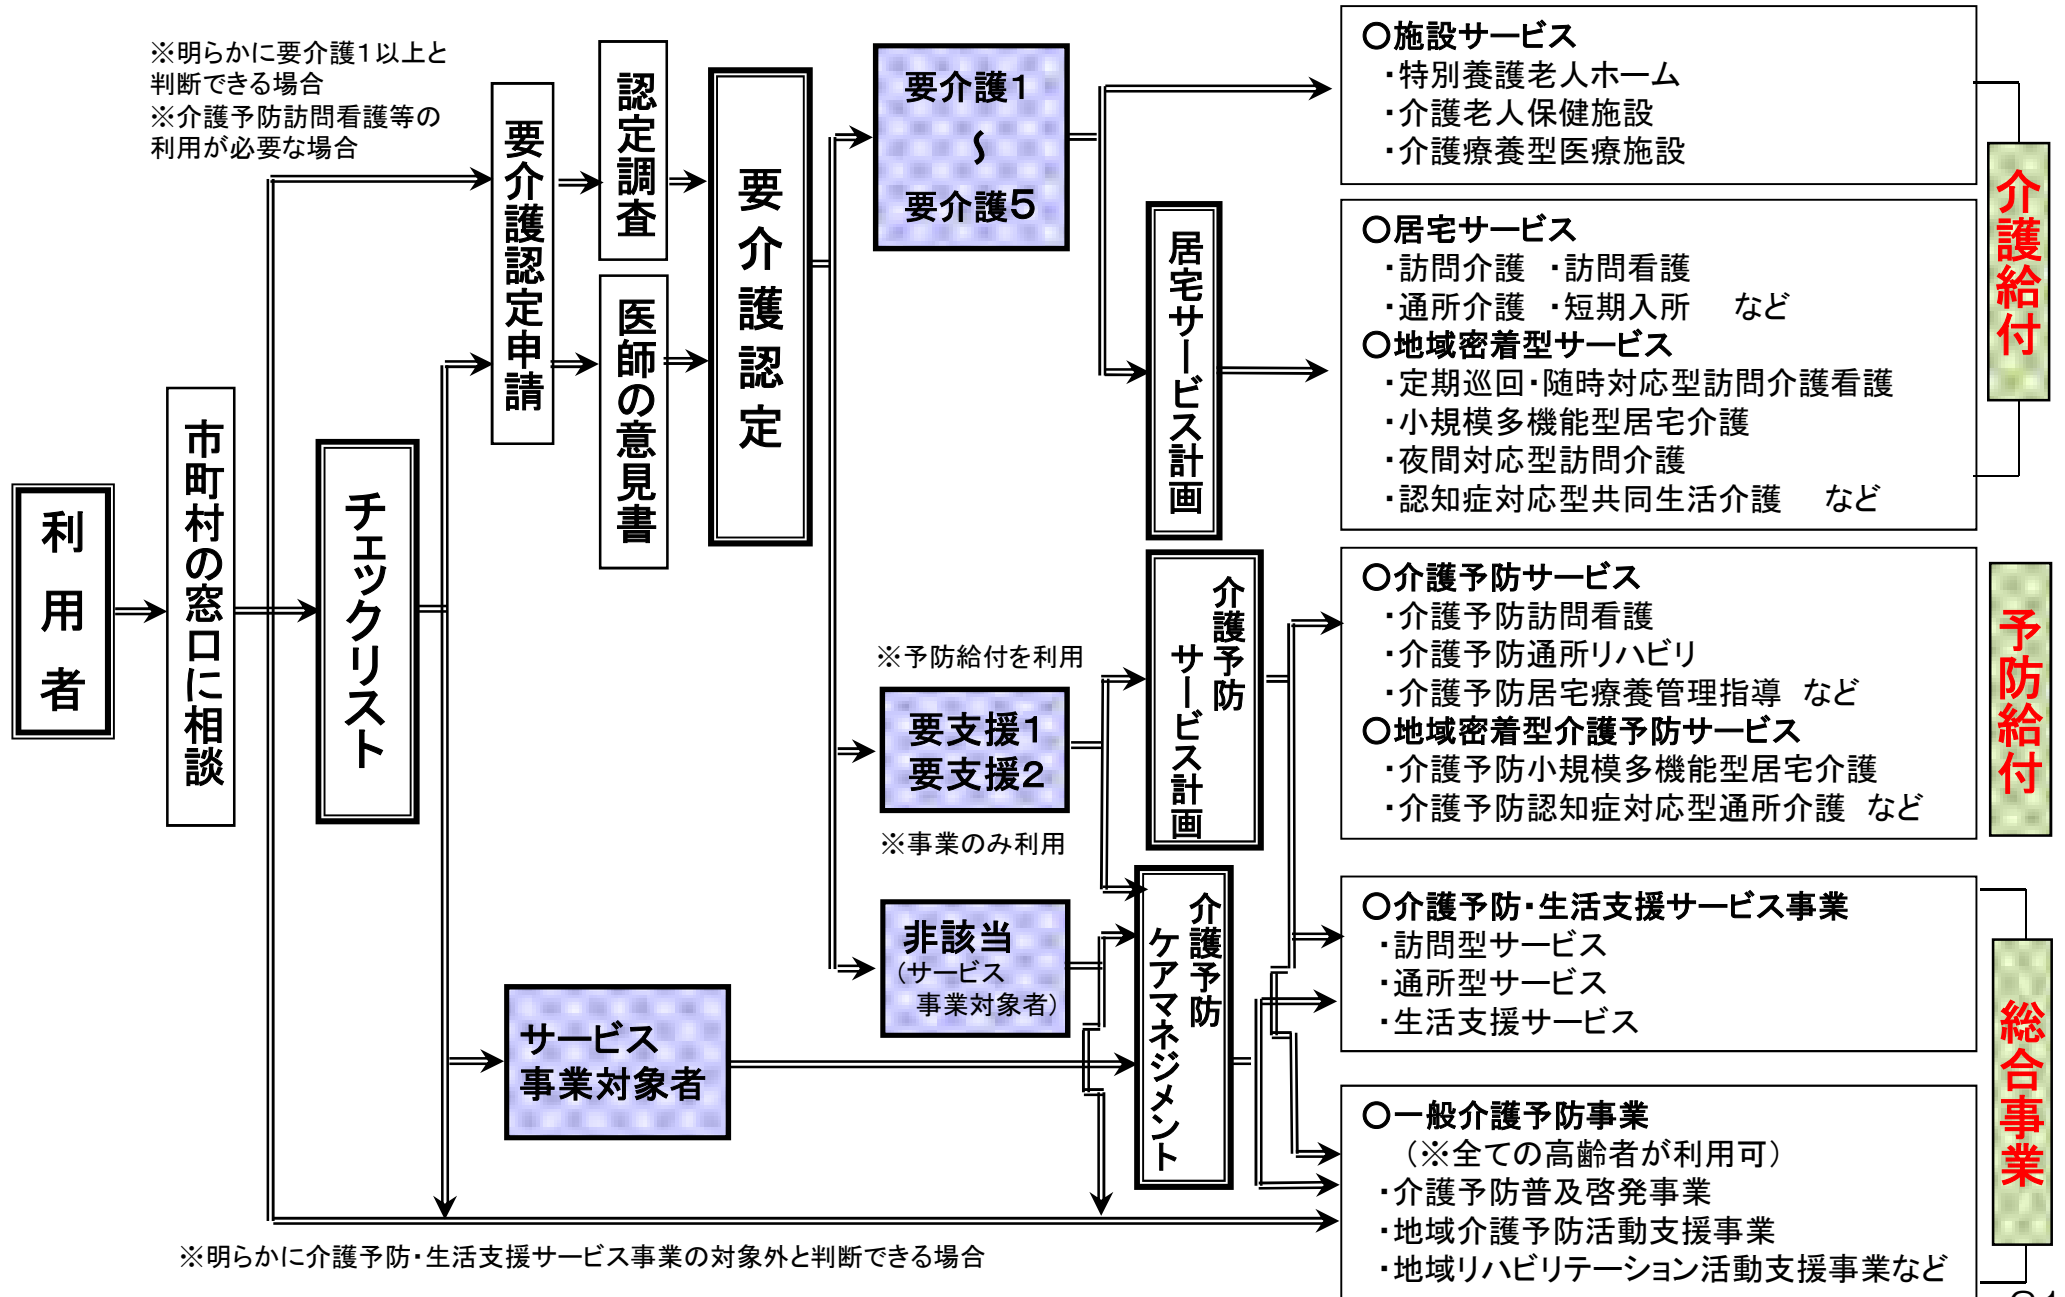 ※明らかに要介護1以上と
判断できる場合
※介護予防訪問看護等の
利用が必要な場合
利用者
市町村の窓口に相談
チェックリスト
要介護認定申請
認定調査
医師の意見書
要介護認定
要介護1
～
要介護5
※予防給付を利用
要支援1
要支援2
※事業のみ利用
非該当
(サービス
事業対象者)
サービス
事業対象者
居宅サービス計画
介護予防
サービス計画
介護予防
ケアマネジメント
○施設サービス
・特別養護老人ホーム
・介護老人保健施設
・介護療養型医療施設
○居宅サービス
・訪問介護 ・訪問看護
・通所介護 ・短期入所 など
○地域密着型サービス
・定期巡回・随時対応型訪問介護看護
・小規模多機能型居宅介護
・夜間対応型訪問介護
・認知症対応型共同生活介護 など
介護給付
○介護予防サービス
・介護予防訪問看護
・介護予防通所リハビリ
・介護予防居宅療養管理指導 など
○地域密着型介護予防サービス
・介護予防小規模多機能型居宅介護
・介護予防認知症対応型通所介護 など
予防給付
○介護予防・生活支援サービス事業
・訪問型サービス
・通所型サービス
・生活支援サービス
○一般介護予防事業
(※全ての高齢者が利用可)
・介護予防普及啓発事業
・地域介護予防活動支援事業
・地域リハビリテーション活動支援事業など
総合事業
※明らかに介護予防・生活支援サービス事業の対象外と判断できる場合